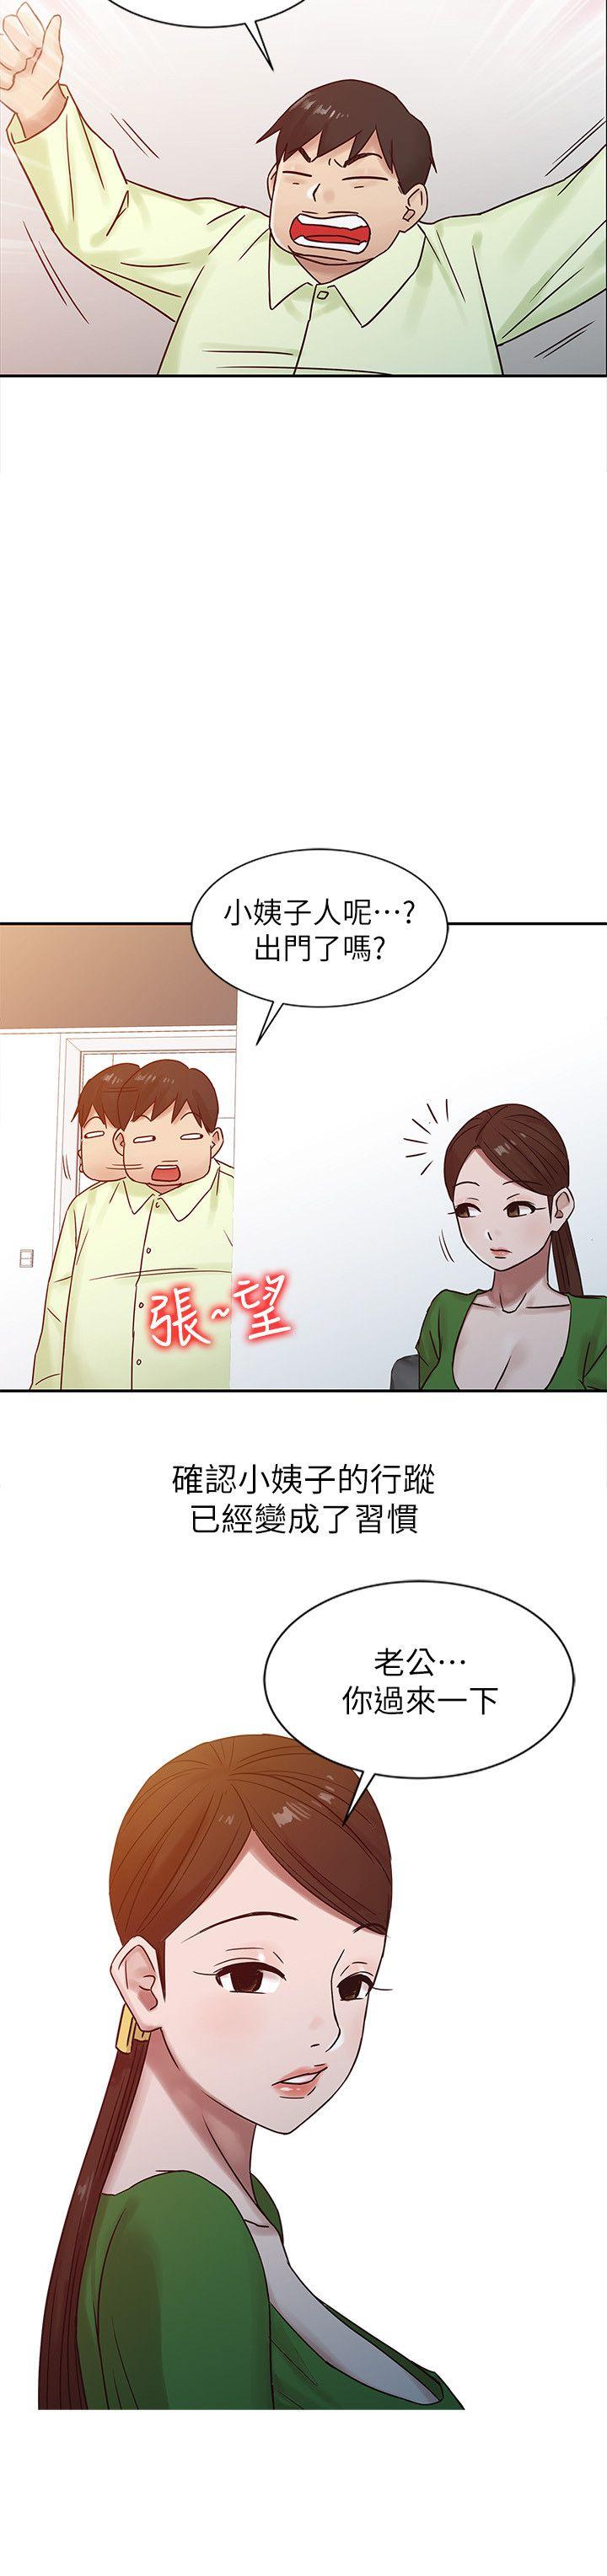 小姨子人呢…?
出門了嗎?
張~望
確認小姨子的行蹤
已經變成了習慣
老公…
你過來一下